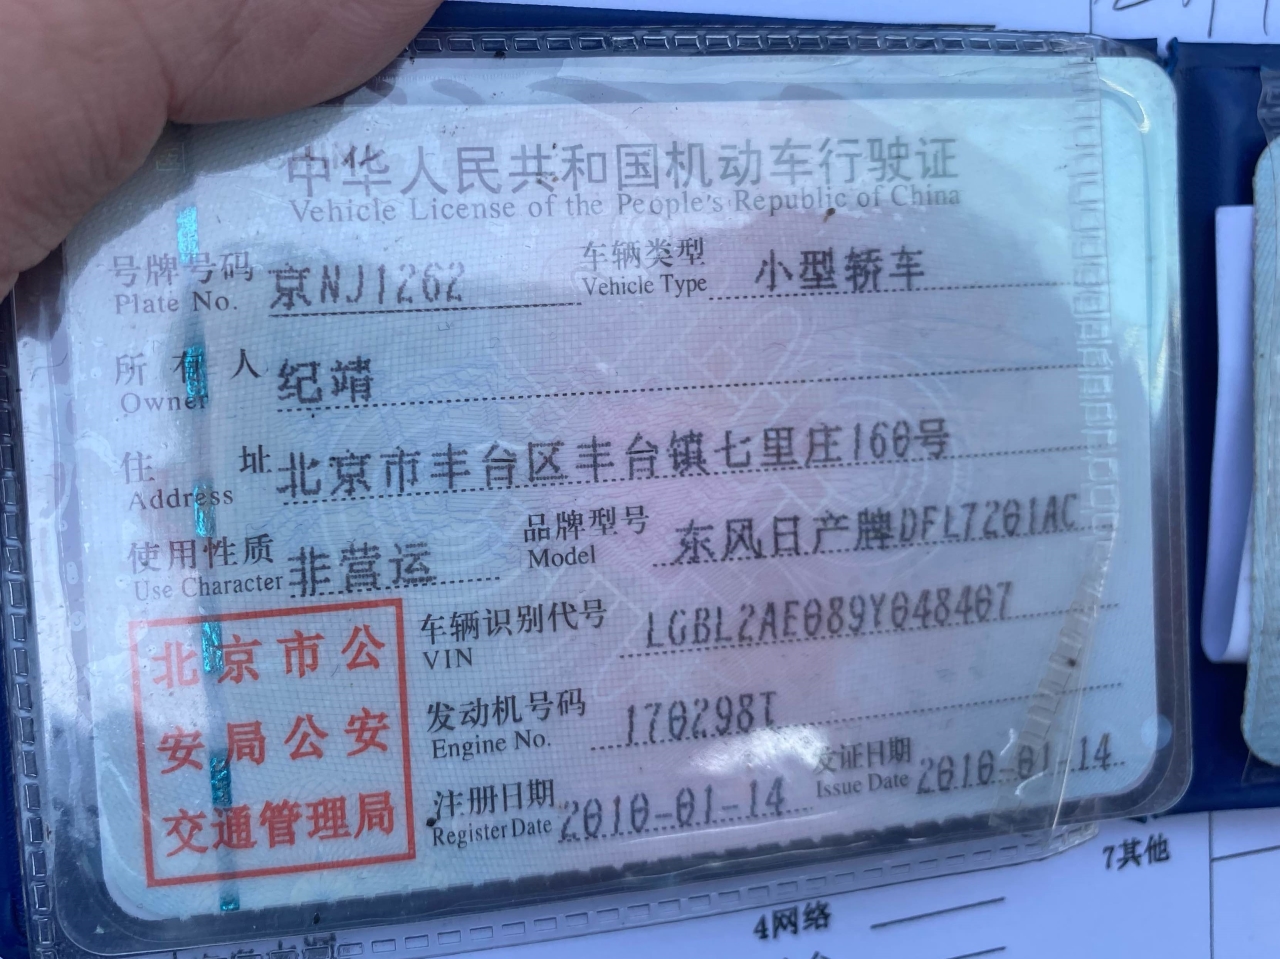 中华人民共和国机动车行驶证
Vehicle License of the People's Republic of China
号牌号码 京NJ1262 车辆类型 小型轿车
Plate No. Vehicle Type
所有人 纪靖
Owner
住址 北京市丰台区丰台镇七里庄160号
Address
使用性质 非营运 品牌型号 东风日产牌DFL7201AC
Use Character Model
车辆识别代号 LGBL2AE089Y048407
VIN
发动机号码 170298T
Engine No.
注册日期 2010-01-14 发证日期 2010-01-14
Register Date Issue Date
北京市公
安局公安
交通管理局
7其他
4网络